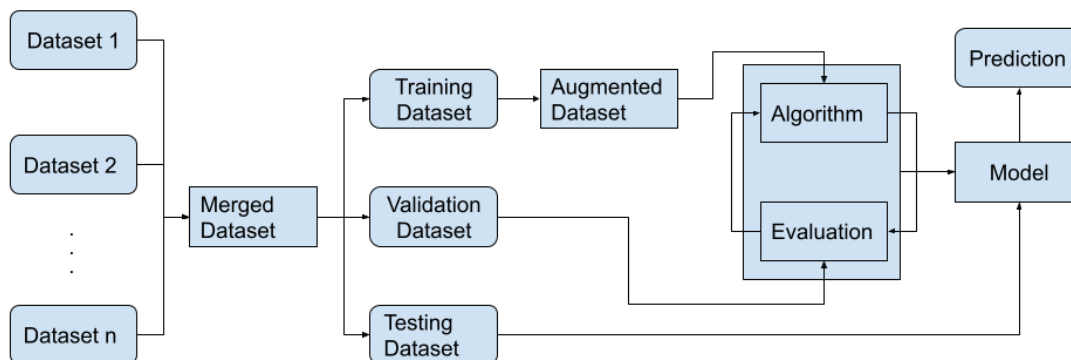 Dataset 1
Dataset 2
.
.
.
Dataset n
Merged
Dataset
Training
Dataset
Validation
Dataset
Testing
Dataset
Augmented
Dataset
Algorithm
Evaluation
Prediction
Model